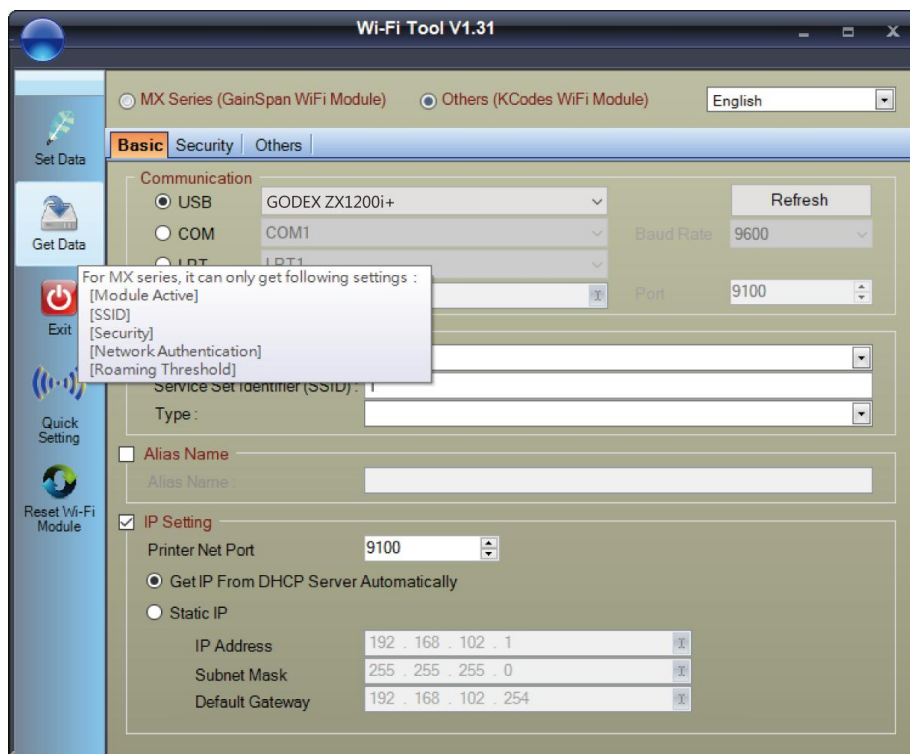 Wi-Fi Tool V1.31
MX Series (GainSpan WiFi Module) Others (KCodes WiFi Module) English
Set Data
Get Data
Exit
Quick
Setting
Reset Wi-Fi
Module
Basic Security Others
Communication
USB GODEX ZX1200i+ Refresh
COM COM1 Baud Rate 9600
LPT LPT1
Port 9100
For MX series, it can only get following settings :
[Module Active]
[SSID]
[Security]
[Network Authentication]
[Roaming Threshold]
Service Set Identifier (SSID) :
Type :
Alias Name
Alias Name :
IP Setting
Printer Net Port 9100
Get IP From DHCP Server Automatically
Static IP
IP Address 192 . 168 . 102 . 1
Subnet Mask 255 . 255 . 255 . 0
Default Gateway 192 . 168 . 102 . 254